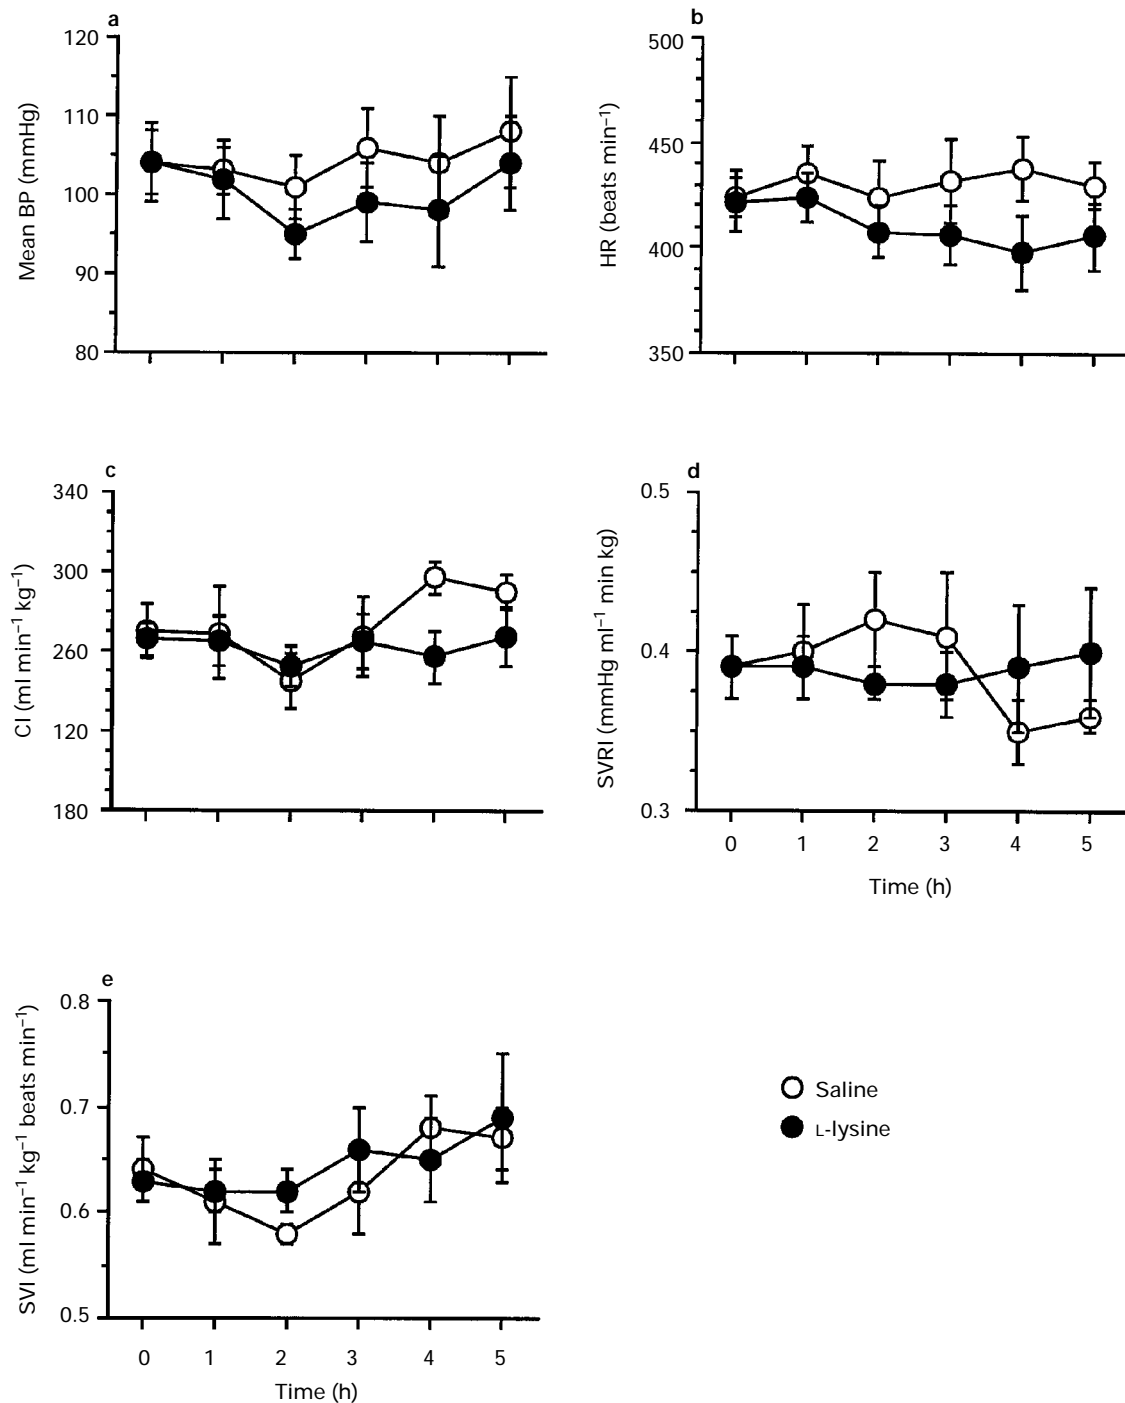 a
120
110
100
90
80
Mean BP (mmHg)
b
500
450
400
350
HR (beats min⁻¹)
c
340
300
260
120
180
CI (ml min⁻¹ kg⁻¹)
d
0.5
0.4
0.3
SVRI (mmHg ml⁻¹ min kg)
0 1 2 3 4 5
Time (h)
e
0.8
0.7
0.6
0.5
SVI (ml min⁻¹ kg⁻¹ beats min⁻¹)
0 1 2 3 4 5
Time (h)
Saline
L-lysine